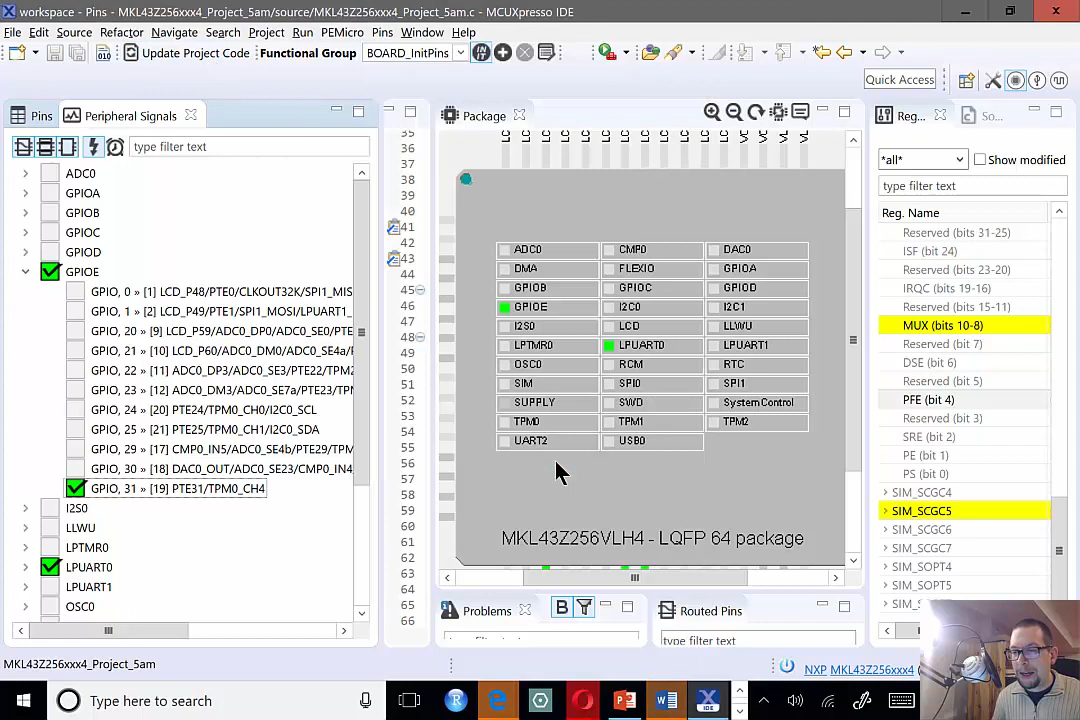 workspace - Pins - MKL43Z256xxx4_Project_5am/source/MKL43Z256xxx4_Project_5am.c - MCUXpresso IDE
File Edit Source Refactor Navigate Search Project Run PEMicro Pins Window Help
Update Project Code Functional Group BOARD_InitPins
Quick Access
Pins Peripheral Signals
type filter text
ADC0
GPIOA
GPIOB
GPIOC
GPIOD
GPIOE
GPIO, 0 » [1] LCD_P48/PTE0/CLKOUT32K/SPI1_MIS
GPIO, 1 » [2] LCD_P49/PTE1/SPI1_MOSI/LPUART1_
GPIO, 20 » [9] LCD_P59/ADC0_DP0/ADC0_SE0/PTE
GPIO, 21 » [10] LCD_P60/ADC0_DM0/ADC0_SE4a/
GPIO, 22 » [11] ADC0_DP3/ADC0_SE3/PTE22/TPM
GPIO, 23 » [12] ADC0_DM3/ADC0_SE7a/PTE23/TP
GPIO, 24 » [20] PTE24/TPM0_CH0/I2C0_SCL
GPIO, 25 » [21] PTE25/TPM0_CH1/I2C0_SDA
GPIO, 29 » [17] CMP0_IN5/ADC0_SE4b/PTE29/TPM
GPIO, 30 » [18] DAC0_OUT/ADC0_SE23/CMP0_IN4
GPIO, 31 » [19] PTE31/TPM0_CH4
I2S0
LLWU
LPTMR0
LPUART0
LPUART1
OSC0
35
36
37
38
39
40
41
42
43
44
45
46
47
48
49
50
51
52
53
54
55
56
57
58
59
60
61
62
63
64
65
66
Package
ADC0 CMP0 DAC0
DMA FLEXIO GPIOA
GPIOB GPIOC GPIOD
GPIOE I2C0 I2C1
I2S0 LCD LLWU
LPTMR0 LPUART0 LPUART1
OSC0 RCM RTC
SIM SPI0 SPI1
SUPPLY SWD SystemControl
TPM0 TPM1 TPM2
UART2 USB0
MKL43Z256VLH4 - LQFP 64 package
Problems
type filter text
Routed Pins
type filter text
Reg... So...
*all* Show modified
type filter text
Reg. Name
Reserved (bits 31-25)
ISF (bit 24)
Reserved (bits 23-20)
IRQC (bits 19-16)
Reserved (bits 15-11)
MUX (bits 10-8)
Reserved (bit 7)
DSE (bit 6)
Reserved (bit 5)
PFE (bit 4)
Reserved (bit 3)
SRE (bit 2)
PE (bit 1)
PS (bit 0)
SIM_SCGC4
SIM_SCGC5
SIM_SCGC6
SIM_SCGC7
SIM_SOPT4
SIM_SOPT5
MKL43Z256xxx4_Project_5am
NXP MKL43Z256xxx4
Type here to search